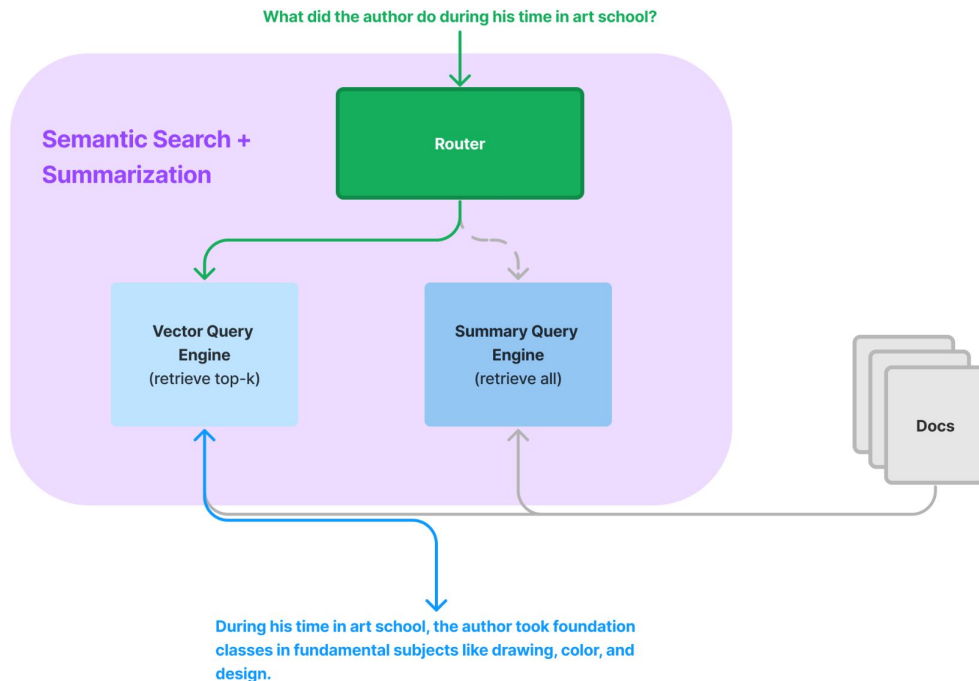 What did the author do during his time in art school?
Semantic Search +
Summarization
Router
Vector Query
Engine
(retrieve top-k)
Summary Query
Engine
(retrieve all)
Docs
During his time in art school, the author took foundation
classes in fundamental subjects like drawing, color, and
design.